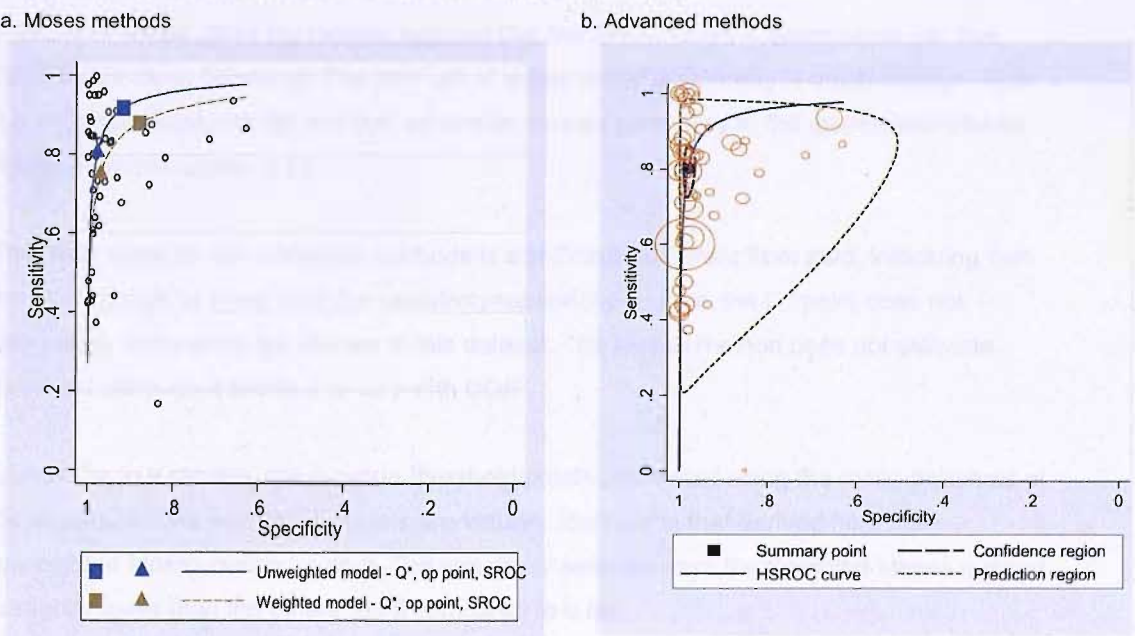 a. Moses methods
b. Advanced methods
Sensitivity
1
.8
.6
.4
.2
0
1
.8
.6
.4
.2
0
Specificity
Unweighted model - Q*, op point, SROC
Weighted model - Q*, op point, SROC
Sensitivity
1
.8
.6
.4
.2
0
1
.8
.6
.4
.2
0
Specificity
Summary point
Confidence region
HSROC curve
Prediction region